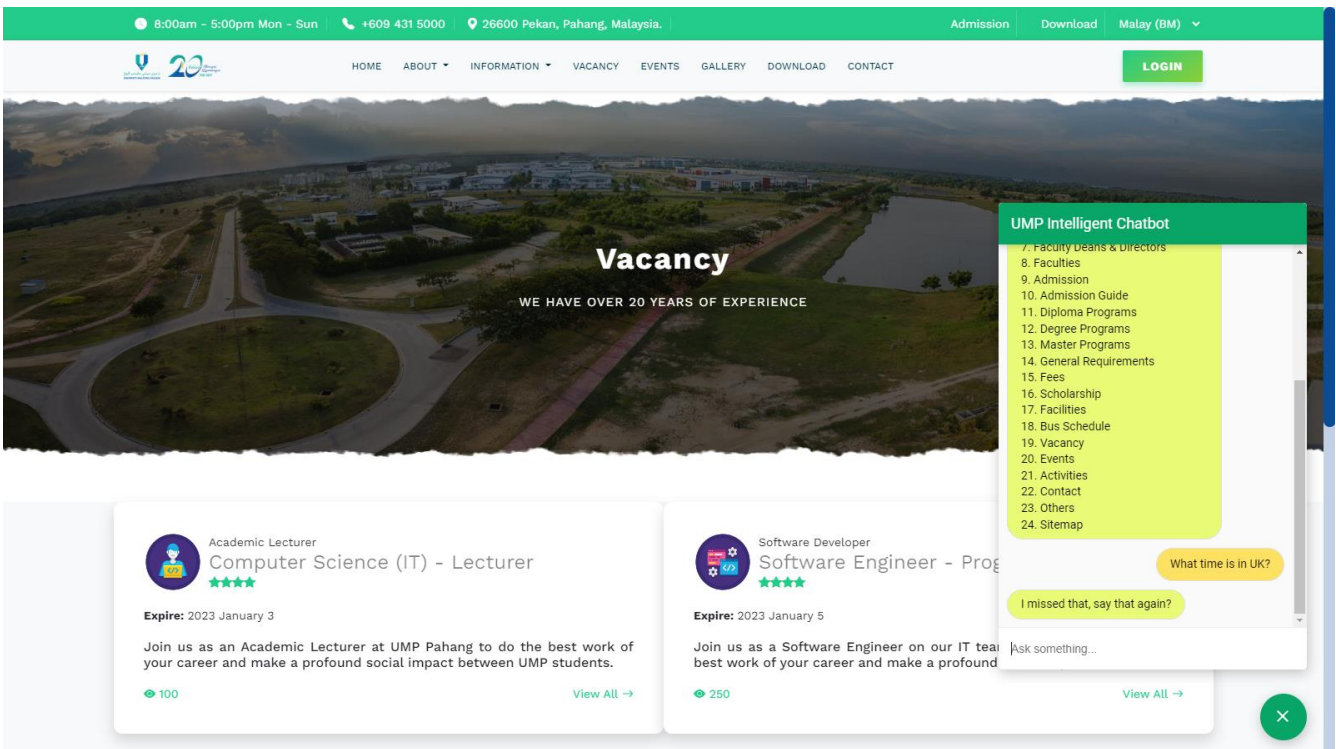 8:00am - 5:00pm Mon - Sun
+609 431 5000
26600 Pekan, Pahang, Malaysia.
Admission
Download
Malay (BM)
20
HOME
ABOUT
INFORMATION
VACANCY
EVENTS
GALLERY
DOWNLOAD
CONTACT
LOGIN
Vacancy
WE HAVE OVER 20 YEARS OF EXPERIENCE
Academic Lecturer
Computer Science (IT) - Lecturer
Expire: 2023 January 3
Join us as an Academic Lecturer at UMP Pahang to do the best work of
your career and make a profound social impact between UMP students.
100
View All →
Software Developer
Software Engineer - Prog
Expire: 2023 January 5
Join us as a Software Engineer on our IT tea
best work of your career and make a profound
250
View All →
UMP Intelligent Chatbot
7. Faculty Deans & Directors
8. Faculties
9. Admission
10. Admission Guide
11. Diploma Programs
12. Degree Programs
13. Master Programs
14. General Requirements
15. Fees
16. Scholarship
17. Facilities
18. Bus Schedule
19. Vacancy
20. Events
21. Activities
22. Contact
23. Others
24. Sitemap
What time is in UK?
I missed that, say that again?
Ask something...